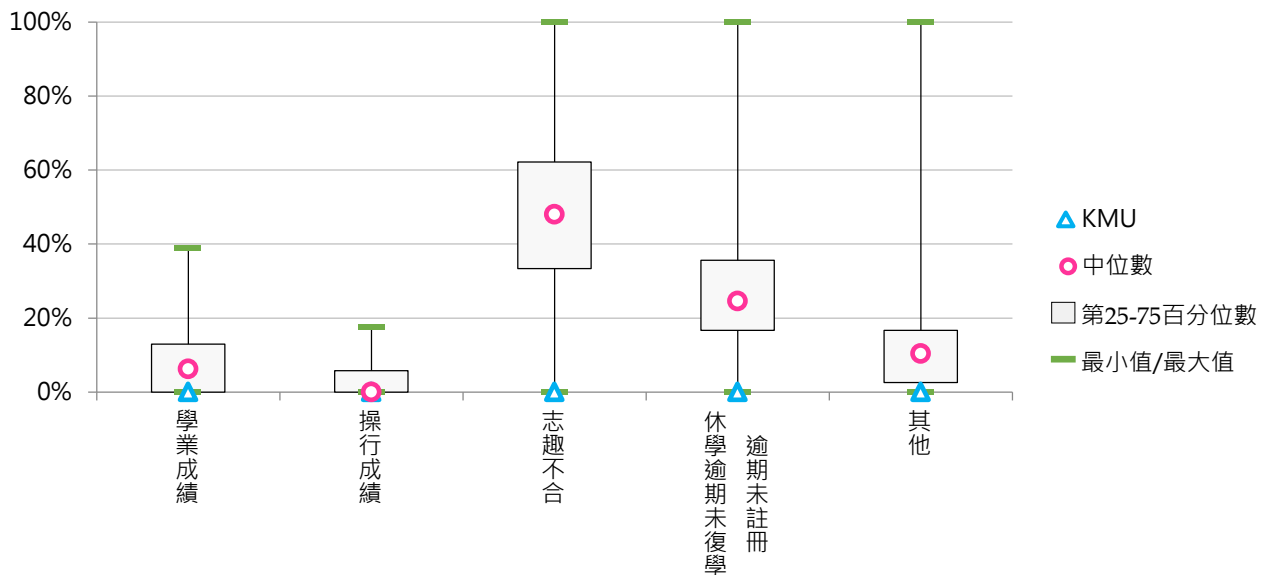 100%
80%
60%
40%
20%
0%
學業成績
操行成績
志趣不合
逾期未註冊
休學逾期未復學
其他
KMU
中位數
第25-75百分位數
最小值/最大值